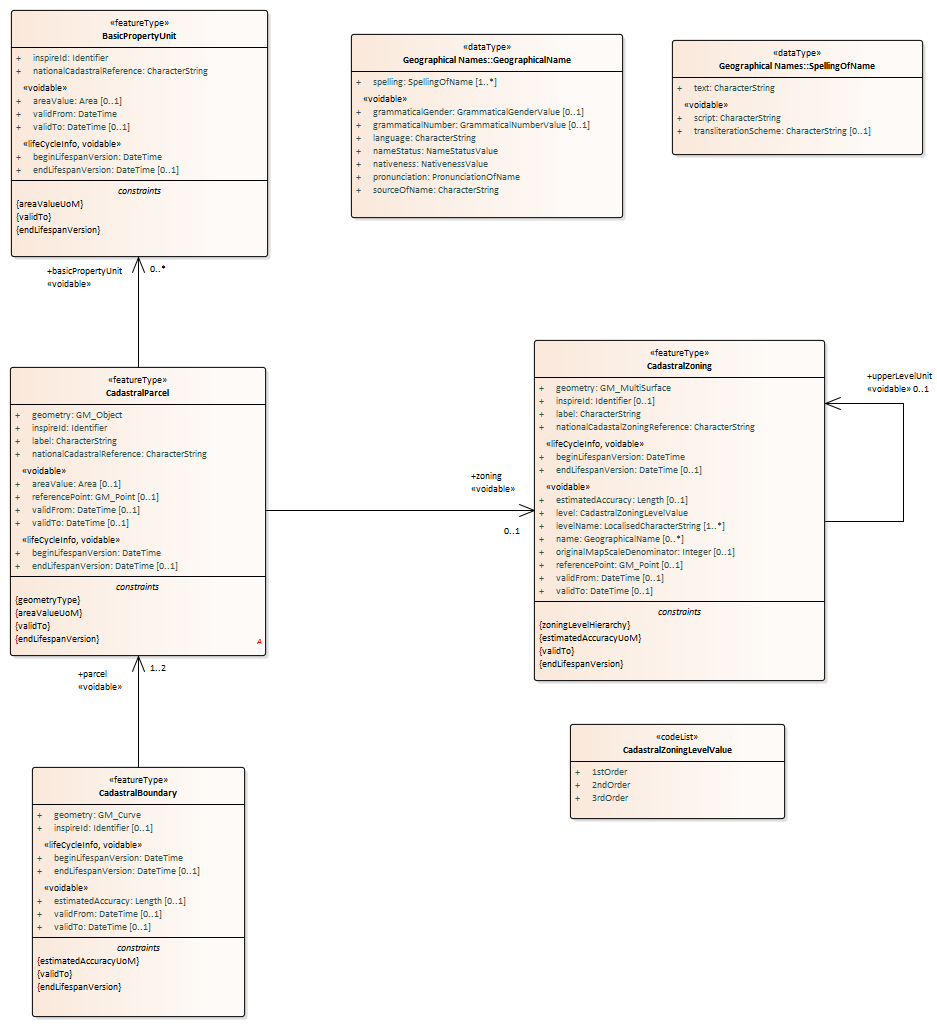 «featureType»
BasicPropertyUnit
+ inspireId: Identifier
+ nationalCadastralReference: CharacterString
«voidable»
+ areaValue: Area [0..1]
+ validFrom: DateTime
+ validTo: DateTime [0..1]
«lifeCycleInfo, voidable»
+ beginLifespanVersion: DateTime
+ endLifespanVersion: DateTime [0..1]
constraints
{areaValueUoM}
{validTo}
{endLifespanVersion}
«dataType»
Geographical Names::GeographicalName
+ spelling: SpellingOfName [1..*]
«voidable»
+ grammaticalGender: GrammaticalGenderValue [0..1]
+ grammaticalNumber: GrammaticalNumberValue [0..1]
+ language: CharacterString
+ nameStatus: NameStatusValue
+ nativeness: NativenessValue
+ pronunciation: PronunciationOfName
+ sourceOfName: CharacterString
«dataType»
Geographical Names::SpellingOfName
+ text: CharacterString
«voidable»
+ script: CharacterString
+ transliterationScheme: CharacterString [0..1]
+basicPropertyUnit 0..*
«voidable»
«featureType»
CadastralParcel
+ geometry: GM_Object
+ inspireId: Identifier
+ label: CharacterString
+ nationalCadastralReference: CharacterString
«voidable»
+ areaValue: Area [0..1]
+ referencePoint: GM_Point [0..1]
+ validFrom: DateTime [0..1]
+ validTo: DateTime [0..1]
«lifeCycleInfo, voidable»
+ beginLifespanVersion: DateTime
+ endLifespanVersion: DateTime [0..1]
constraints
{geometryType}
{areaValueUoM}
{validTo}
{endLifespanVersion}
A
+zoning
«voidable»
0..1
«featureType»
CadastralZoning
+ geometry: GM_MultiSurface
+ inspireId: Identifier [0..1]
+ label: CharacterString
+ nationalCadastalZoningReference: CharacterString
«lifeCycleInfo, voidable»
+ beginLifespanVersion: DateTime
+ endLifespanVersion: DateTime [0..1]
«voidable»
+ estimatedAccuracy: Length [0..1]
+ level: CadastralZoningLevelValue
+ levelName: LocalisedCharacterString [1..*]
+ name: GeographicalName [0..*]
+ originalMapScaleDenominator: Integer [0..1]
+ referencePoint: GM_Point [0..1]
+ validFrom: DateTime [0..1]
+ validTo: DateTime [0..1]
constraints
{zoningLevelHierarchy}
{estimatedAccuracyUoM}
{validTo}
{endLifespanVersion}
+upperLevelUnit
«voidable» 0..1
+parcel 1..2
«voidable»
«featureType»
CadastralBoundary
+ geometry: GM_Curve
+ inspireId: Identifier [0..1]
«lifeCycleInfo, voidable»
+ beginLifespanVersion: DateTime
+ endLifespanVersion: DateTime [0..1]
«voidable»
+ estimatedAccuracy: Length [0..1]
+ validFrom: DateTime [0..1]
+ validTo: DateTime [0..1]
constraints
{estimatedAccuracyUoM}
{validTo}
{endLifespanVersion}
«codeList»
CadastralZoningLevelValue
+ 1stOrder
+ 2ndOrder
+ 3rdOrder